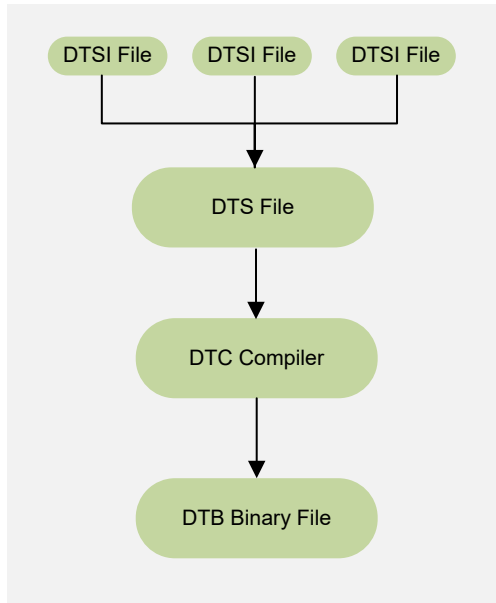 DTSI File
DTSI File
DTSI File
DTS File
DTC Compiler
DTB Binary File